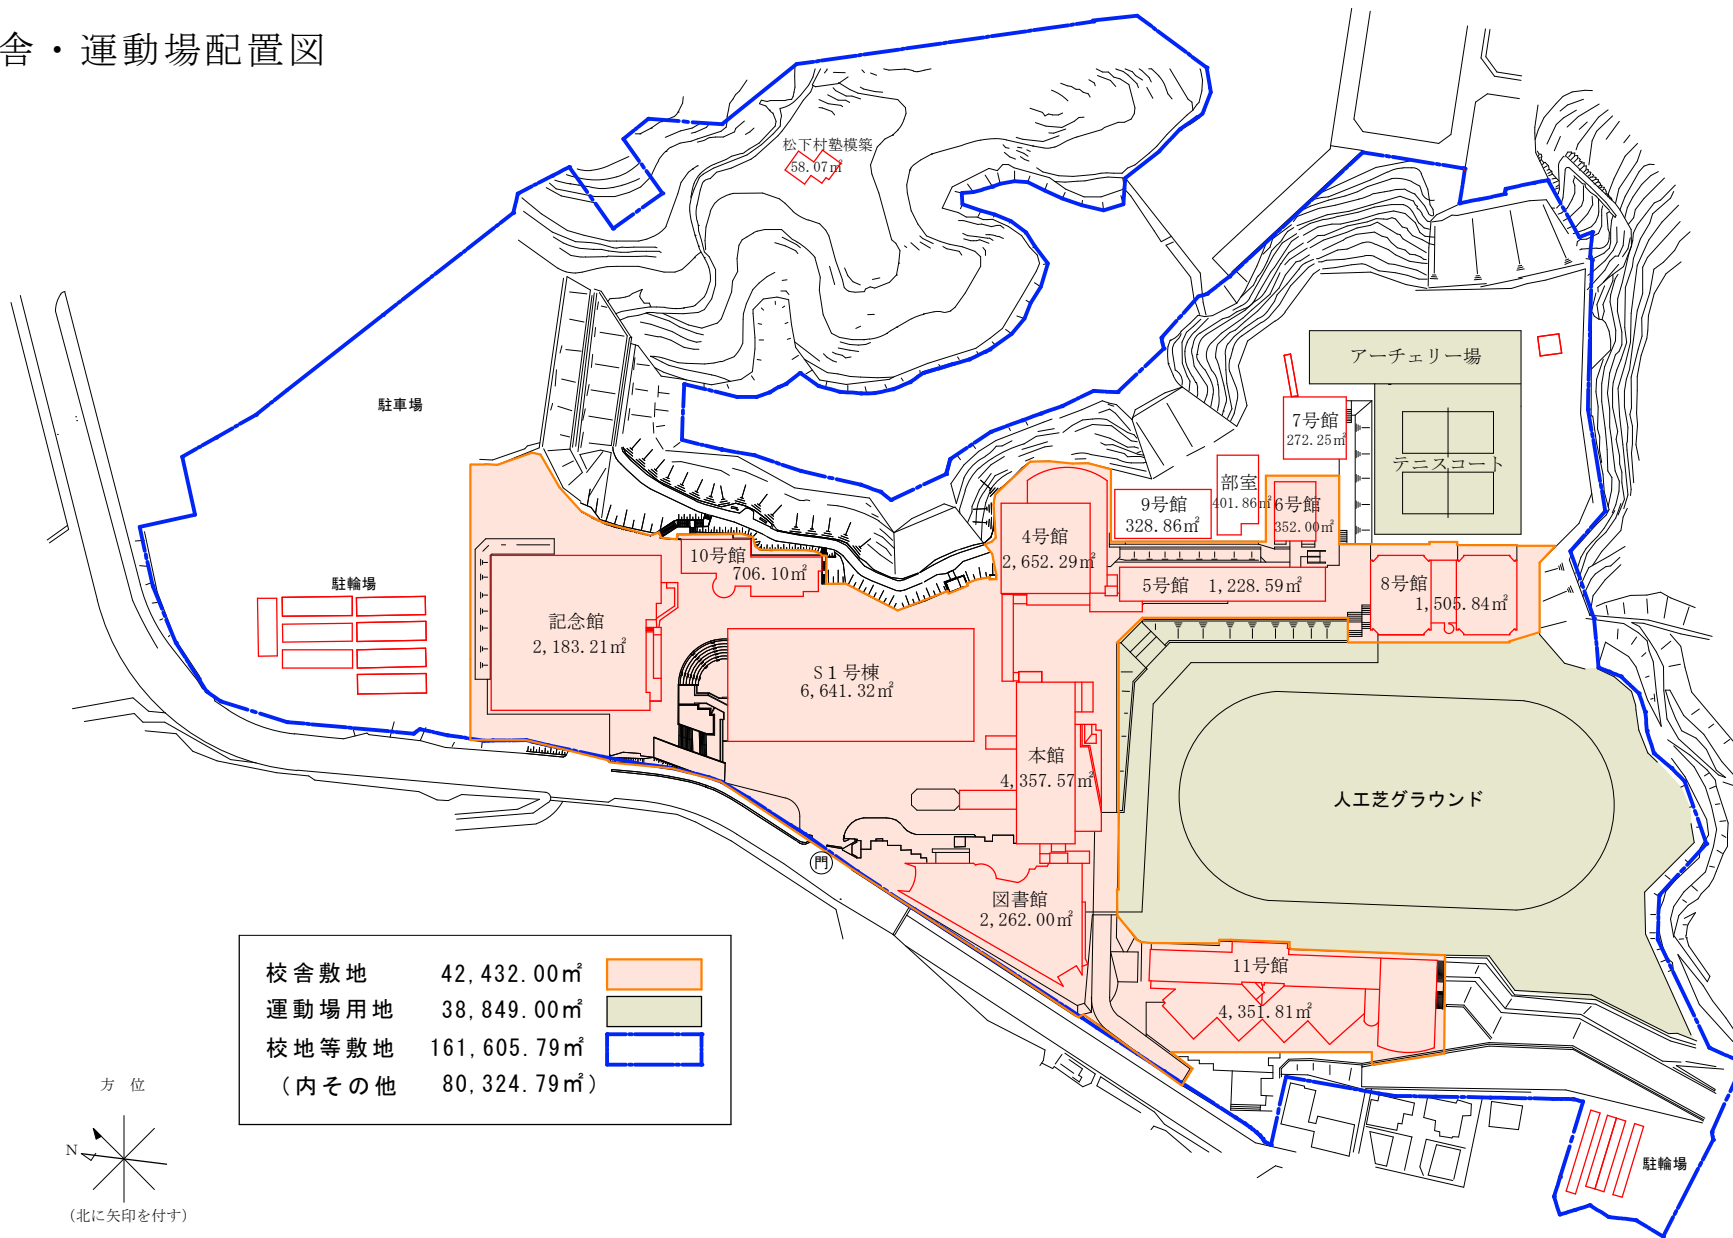 舎・運動場配置図
松下村塾模築
58.07㎡
駐車場
アーチェリー場
7号館
272.25㎡
テニスコート
部室
401.86㎡
9号館
328.86㎡
6号館
352.00㎡
4号館
2,652.29㎡
10号館
706.10㎡
5号館 1,228.59㎡
8号館
1,505.84㎡
駐輪場
記念館
2,183.21㎡
S1号棟
6,641.32㎡
本館
4,357.57㎡
人工芝グラウンド
門
図書館
2,262.00㎡
11号館
4,351.81㎡
校舎敷地 42,432.00㎡
運動場用地 38,849.00㎡
校地等敷地 161,605.79㎡
(内その他 80,324.79㎡)
方 位
N
(北に矢印を付す)
駐輪場